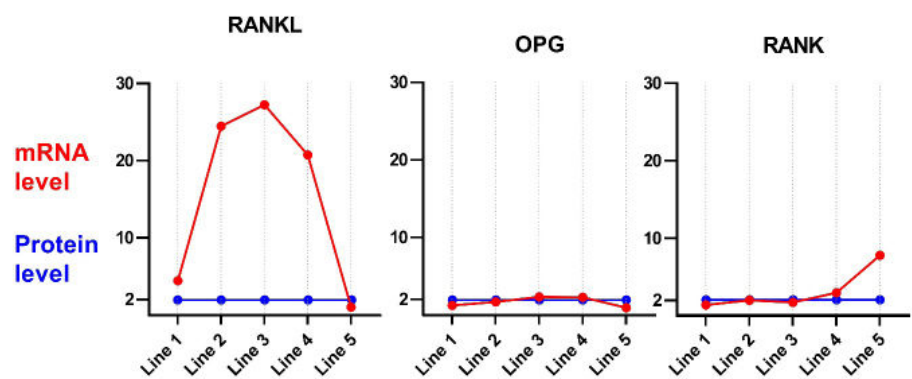 RANKL
OPG
RANK
mRNA
level
Protein
level
30
20
10
2
Line 1
Line 2
Line 3
Line 4
Line 5
30
20
10
2
Line 1
Line 2
Line 3
Line 4
Line 5
30
20
10
2
Line 1
Line 2
Line 3
Line 4
Line 5